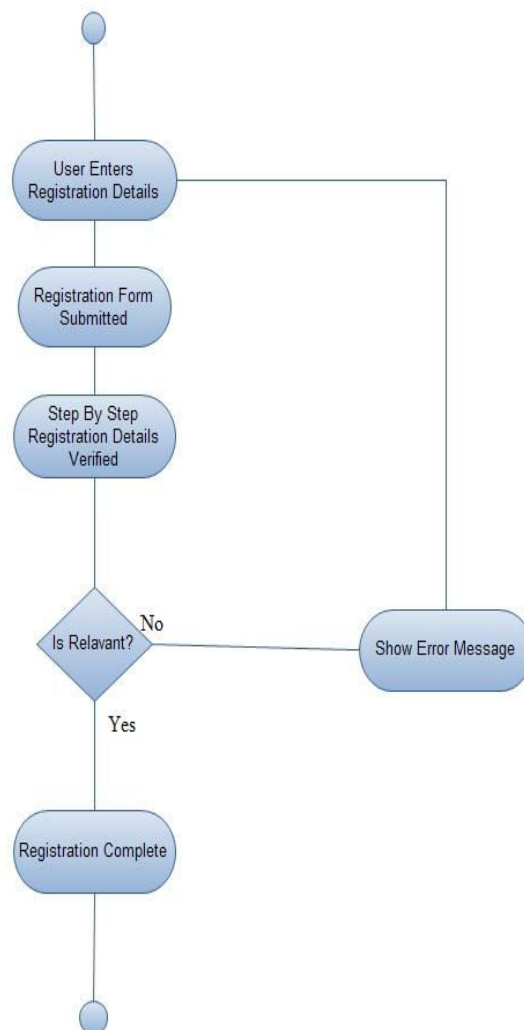 User Enters
Registration Details
Registration Form
Submitted
Step By Step
Registration Details
Verified
Is Relavant?
No
Show Error Message
Yes
Registration Complete